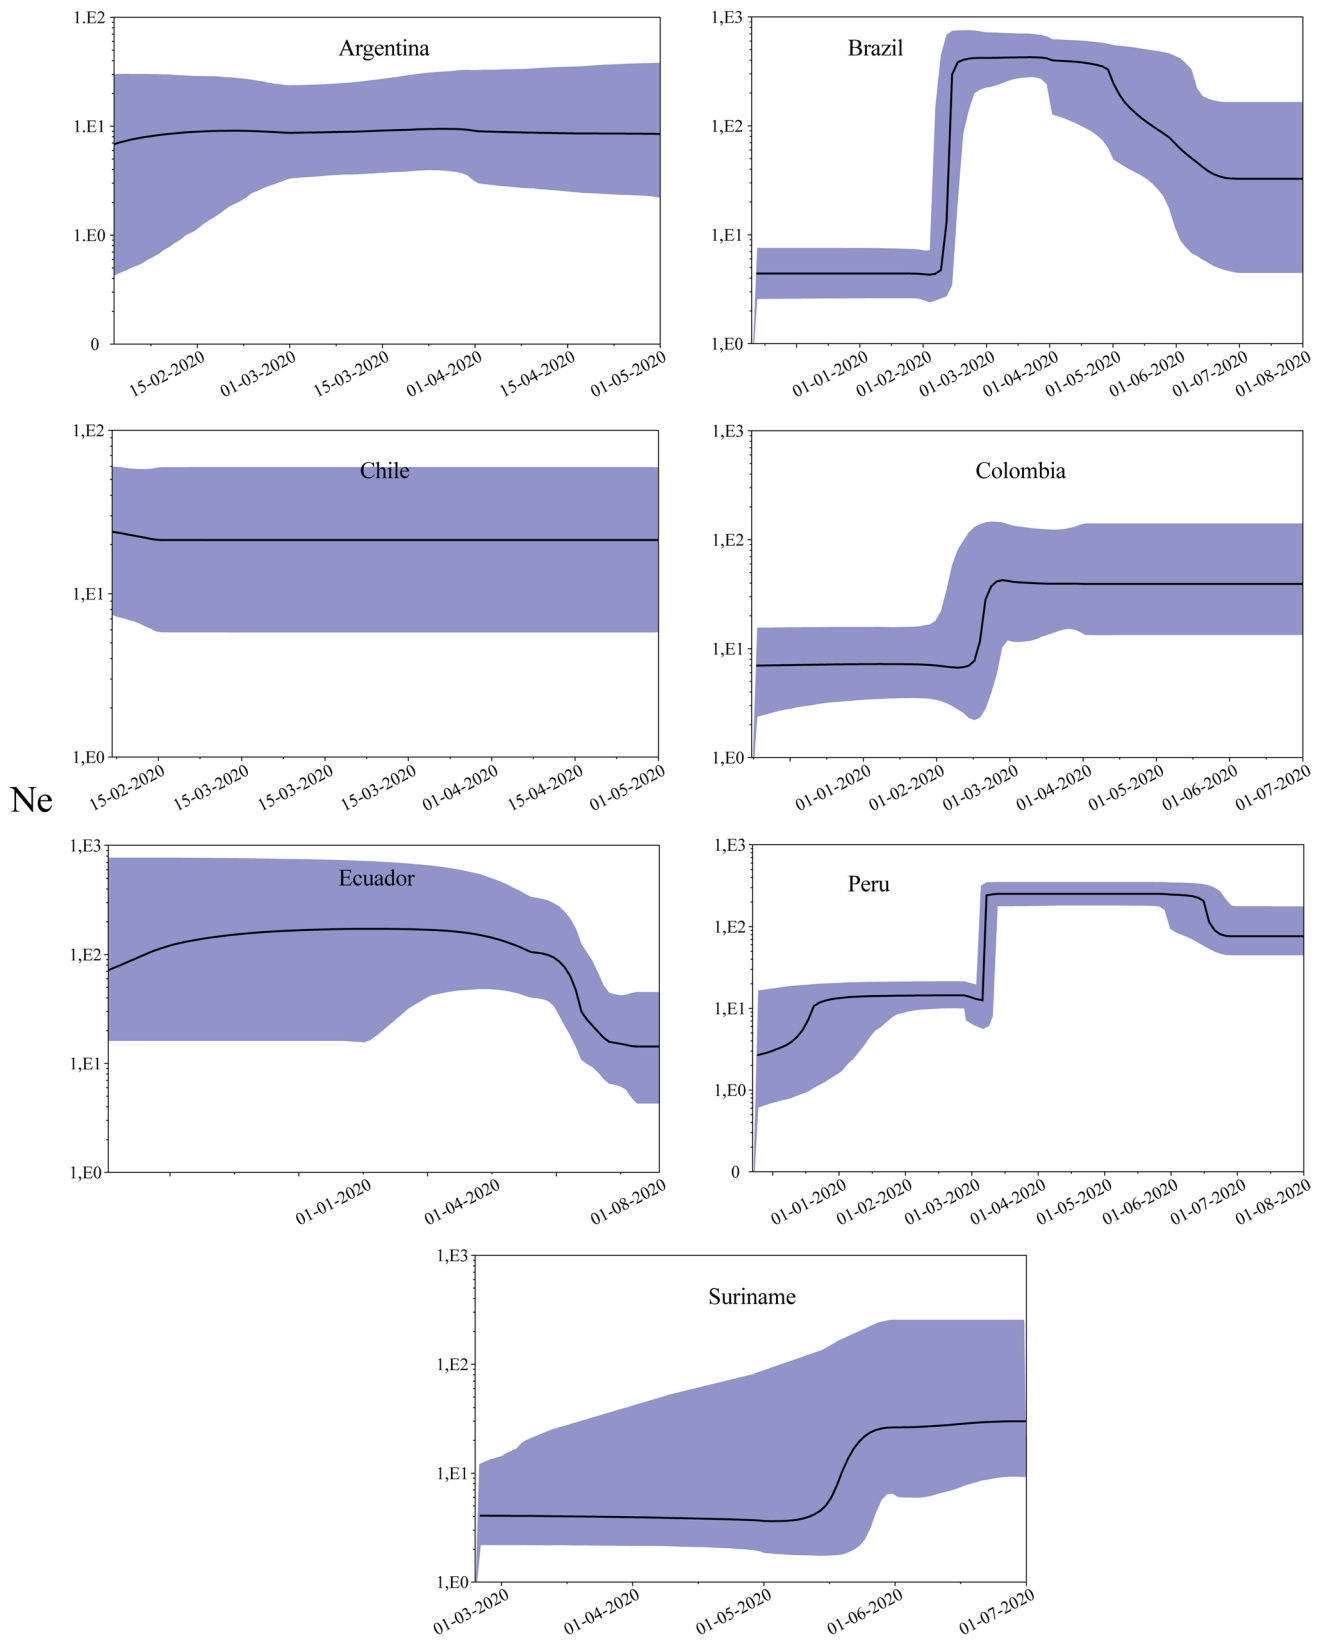 Ne
Argentina
1.E2
1.E1
1.E0
0
15-02-2020
01-03-2020
15-03-2020
01-04-2020
15-04-2020
01-05-2020
Brazil
1,E3
1,E2
1,E1
1,E0
01-01-2020
01-02-2020
01-03-2020
01-04-2020
01-05-2020
01-06-2020
01-07-2020
01-08-2020
Chile
1,E2
1,E1
1,E0
15-02-2020
15-03-2020
15-03-2020
15-03-2020
01-04-2020
15-04-2020
01-05-2020
Colombia
1,E3
1,E2
1,E1
1,E0
01-01-2020
01-02-2020
01-03-2020
01-04-2020
01-05-2020
01-06-2020
01-07-2020
Ecuador
1,E3
1,E2
1,E1
1,E0
01-01-2020
01-04-2020
01-08-2020
Peru
1,E3
1,E2
1,E1
1,E0
0
01-01-2020
01-02-2020
01-03-2020
01-04-2020
01-05-2020
01-06-2020
01-07-2020
01-08-2020
Suriname
1,E3
1,E2
1,E1
1,E0
01-03-2020
01-04-2020
01-05-2020
01-06-2020
01-07-2020